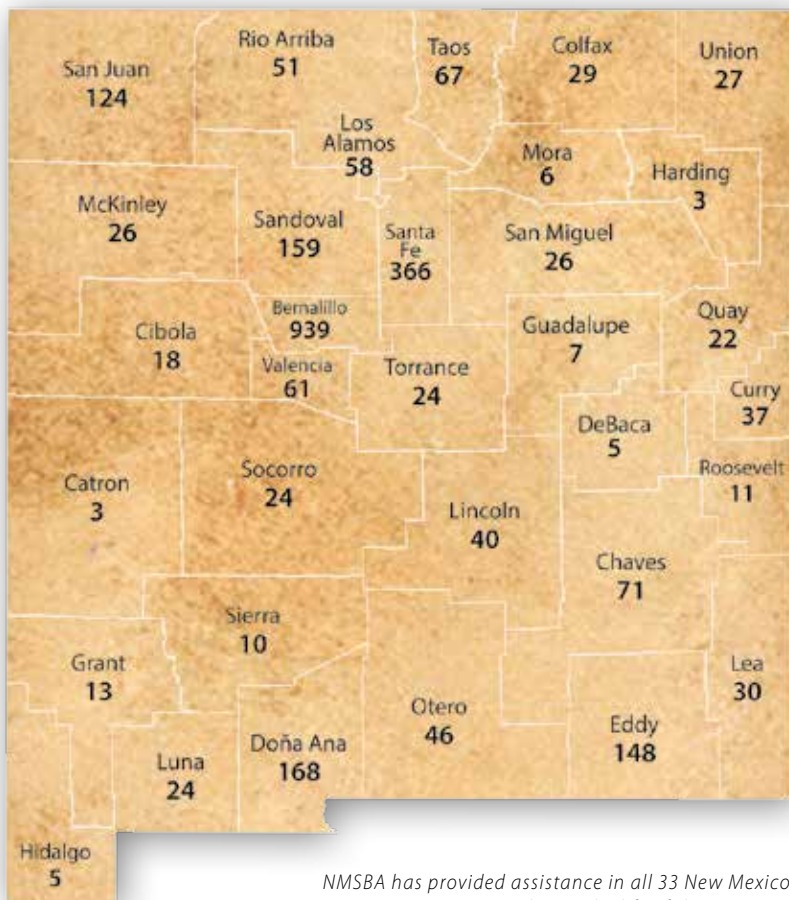 San Juan
124
Rio Arriba
51
Taos
67
Colfax
29
Union
27
Los
Alamos
58
Mora
6
Harding
3
McKinley
26
Sandoval
159
Santa
Fe
366
San Miguel
26
Bernalillo
939
Cibola
18
Valencia
61
Torrance
24
Guadalupe
7
Quay
22
Curry
37
DeBaca
5
Roosevelt
11
Catron
3
Socorro
24
Lincoln
40
Chaves
71
Sierra
10
Grant
13
Luna
24
Doña Ana
168
Otero
46
Eddy
148
Lea
30
Hidalgo
5
NMSBA has provided assistance in all 33 New Mexico